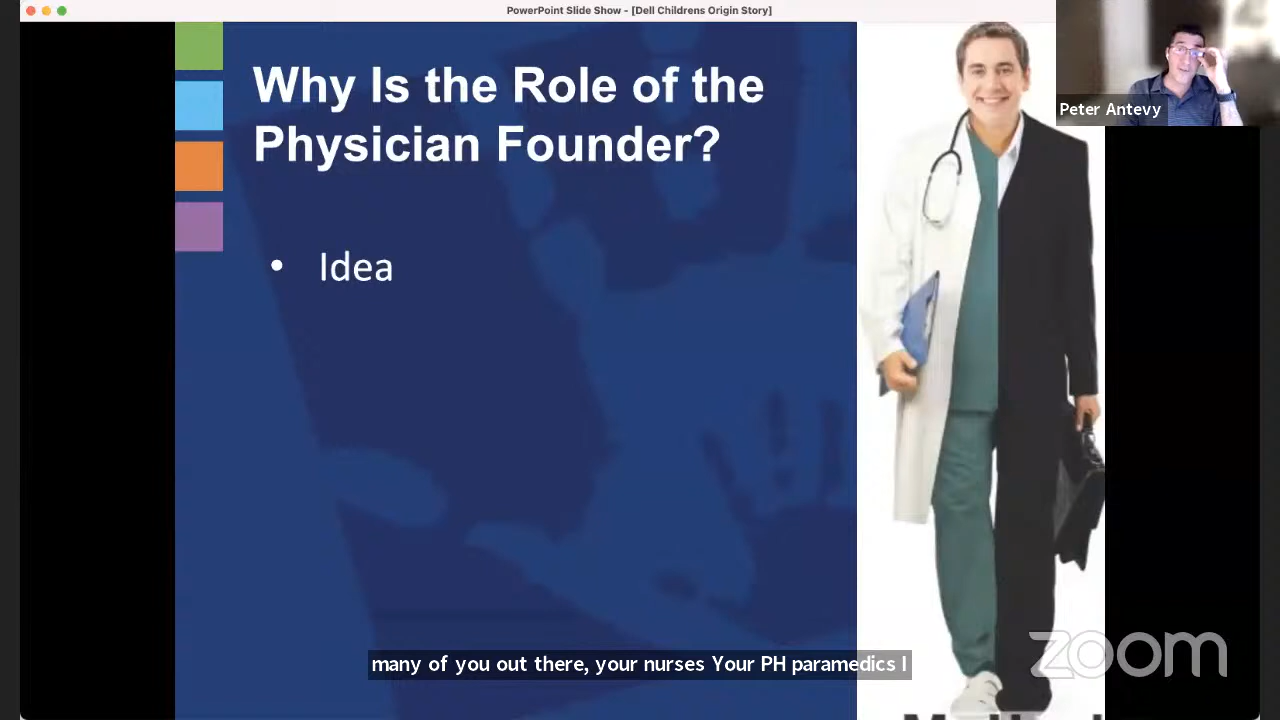 PowerPoint Slide Show - [Dell Childrens Origin Story]
Peter Antevy
Why Is the Role of the
Physician Founder?
• Idea
many of you out there, your nurses Your PH paramedics I
zoom